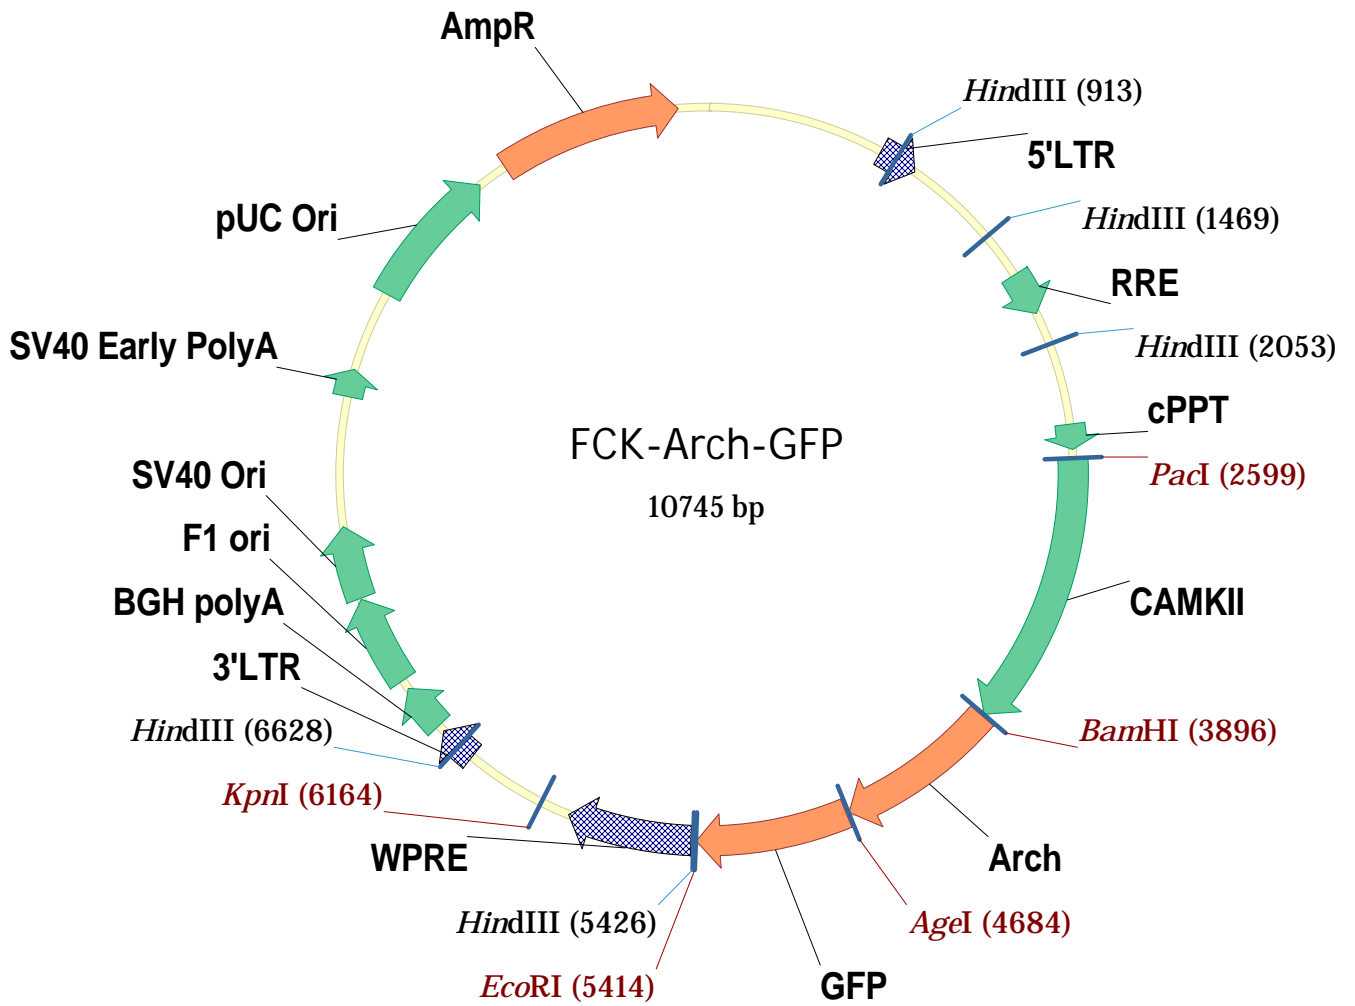 AmpR
HindIII (913)
5'LTR
pUC Ori
HindIII (1469)
RRE
SV40 Early PolyA
HindIII (2053)
cPPT
FCK-Arch-GFP
PacI (2599)
SV40 Ori
10745 bp
F1 ori
BGH polyA
CAMKII
3'LTR
HindIII (6628)
BamHI (3896)
KpnI (6164)
WPRE
Arch
HindIII (5426)
AgeI (4684)
EcoRI (5414)
GFP